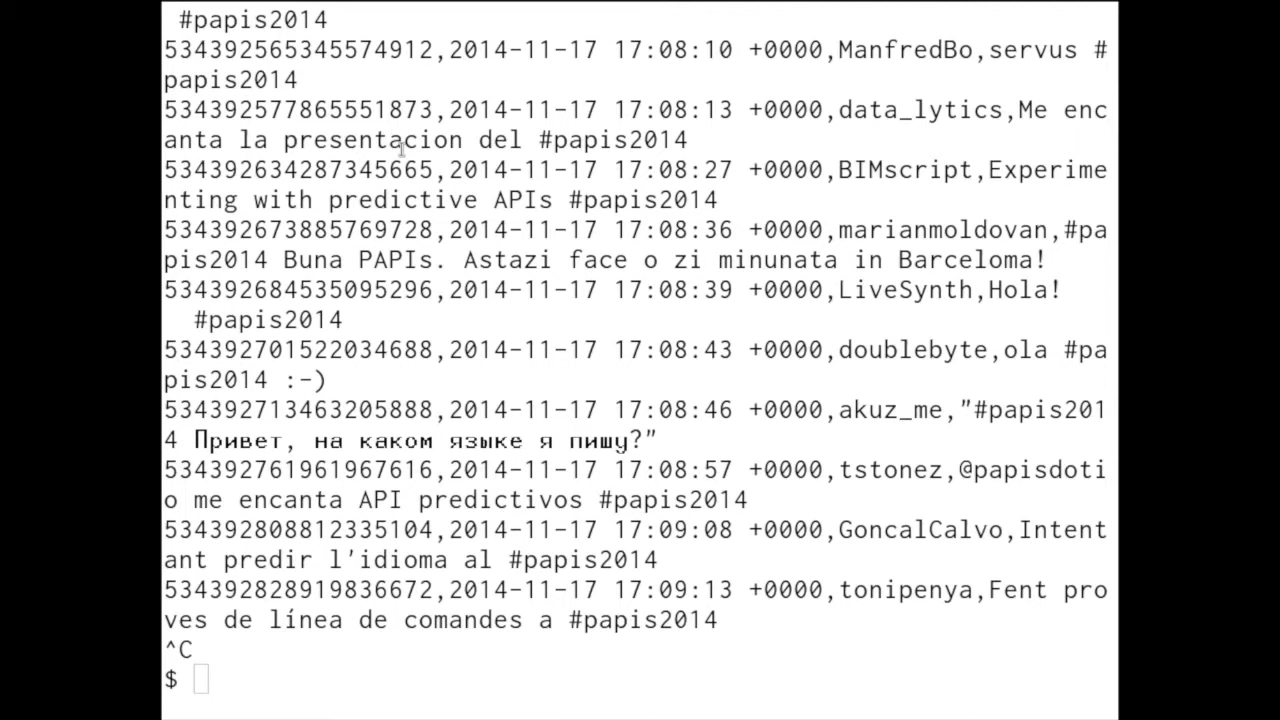 #papis2014
534392565345574912,2014-11-17 17:08:10 +0000,ManfredBo,servus #
papis2014
534392577865551873,2014-11-17 17:08:13 +0000,data_lytics,Me enc
anta la presentacion del #papis2014
534392634287345665,2014-11-17 17:08:27 +0000,BIMscript,Experime
nting with predictive APIs #papis2014
534392673885769728,2014-11-17 17:08:36 +0000,marianmoldovan,#pa
pis2014 Buna PAPIs. Astazi face o zi minunata in Barceloma!
534392684535095296,2014-11-17 17:08:39 +0000,LiveSynth,Hola!
#papis2014
534392701522034688,2014-11-17 17:08:43 +0000,doublebyte,ola #pa
pis2014 :-)
534392713463205888,2014-11-17 17:08:46 +0000,akuz_me,"#papis201
4 Привет, на каком языке я пишу?"
534392761961967616,2014-11-17 17:08:57 +0000,tstonez,@papisdoti
o me encanta API predictivos #papis2014
534392808812335104,2014-11-17 17:09:08 +0000,GoncalCalvo,Intent
ant predir l'idioma al #papis2014
534392828919836672,2014-11-17 17:09:13 +0000,tonipenya,Fent pro
ves de línea de comandes a #papis2014
^C
$